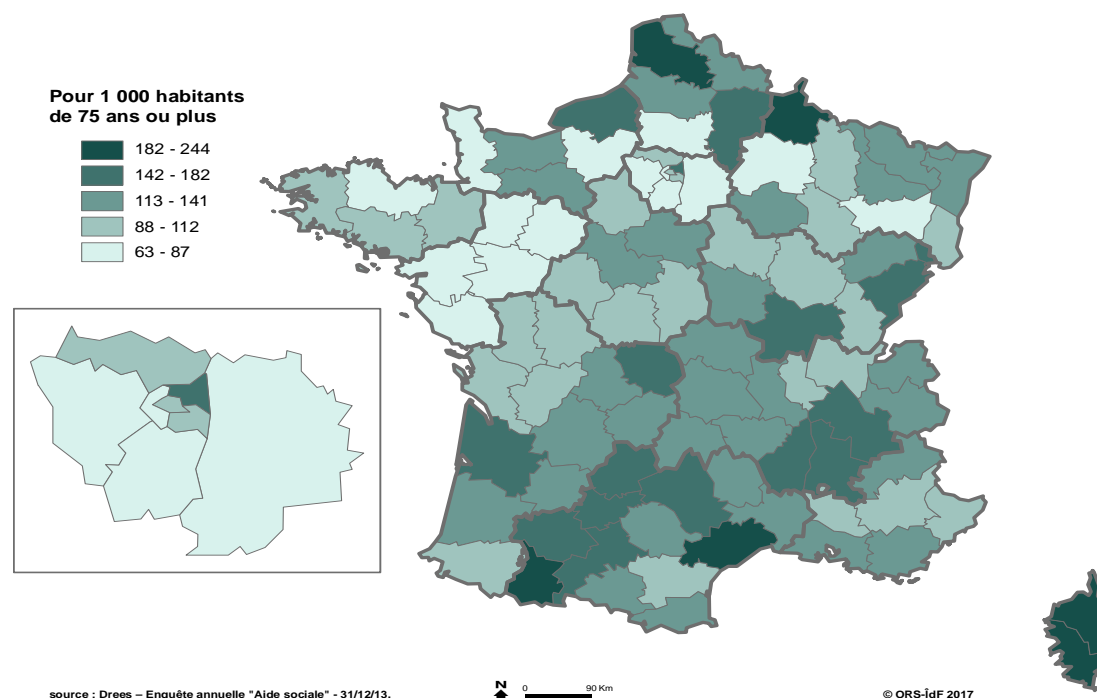 Pour 1 000 habitants
de 75 ans ou plus
182 - 244
142 - 182
113 - 141
88 - 112
63 - 87
source : Drees – Enquête annuelle "Aide sociale" - 31/12/13.
N
0
90 Km
© ORS-ÎdF 2017